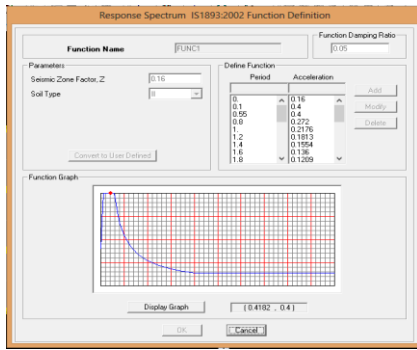 Response Spectrum IS1893:2002 Function Definition
Function Damping Ratio
Function Name
FUNC1
0.05
Parameters
Seismic Zone Factor, Z
0.16
Soil Type
II
Convert to User Defined
Define Function
Period Acceleration
0. 0.16
0.1 0.4
0.55 0.4
0.8 0.272
1. 0.2176
1.2 0.1813
1.4 0.1554
1.6 0.136
1.8 0.1209
Add
Modify
Delete
Function Graph
Display Graph
(0.4182 , 0.4)
OK
Cancel